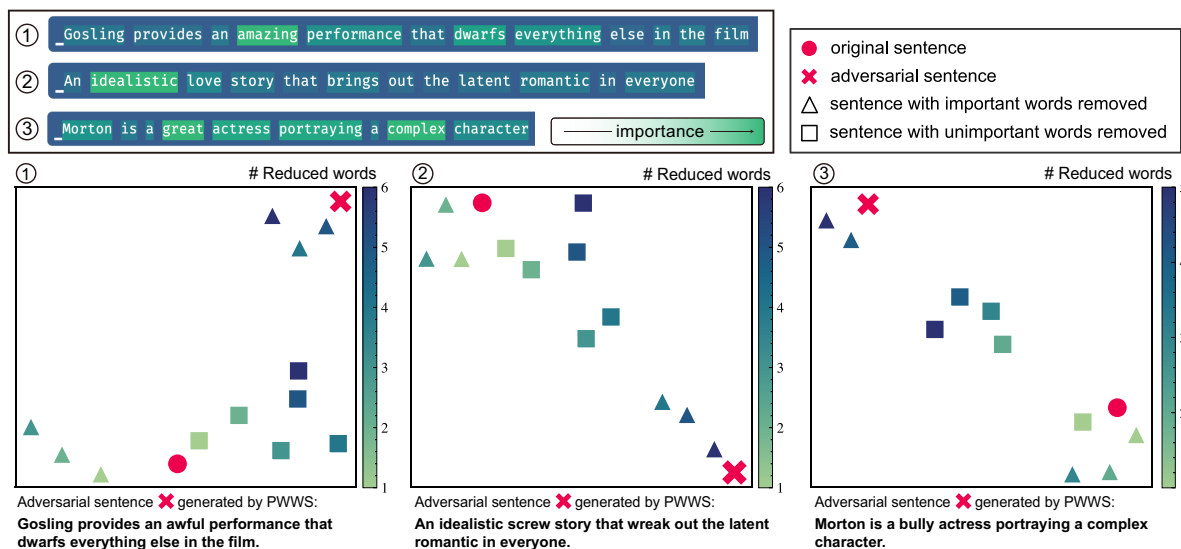 ① _Gosling provides an amazing performance that dwarfs everything else in the film
② _An idealistic love story that brings out the latent romantic in everyone
③ _Morton is a great actress portraying a complex character
importance
original sentence
adversarial sentence
sentence with important words removed
sentence with unimportant words removed
① # Reduced words
6
5
4
3
2
1
② # Reduced words
6
5
4
3
2
1
③ # Reduced words
Adversarial sentence generated by PWWS:
Gosling provides an awful performance that
dwarfs everything else in the film.
Adversarial sentence generated by PWWS:
An idealistic screw story that wreak out the latent
romantic in everyone.
Adversarial sentence generated by PWWS:
Morton is a bully actress portraying a complex
character.